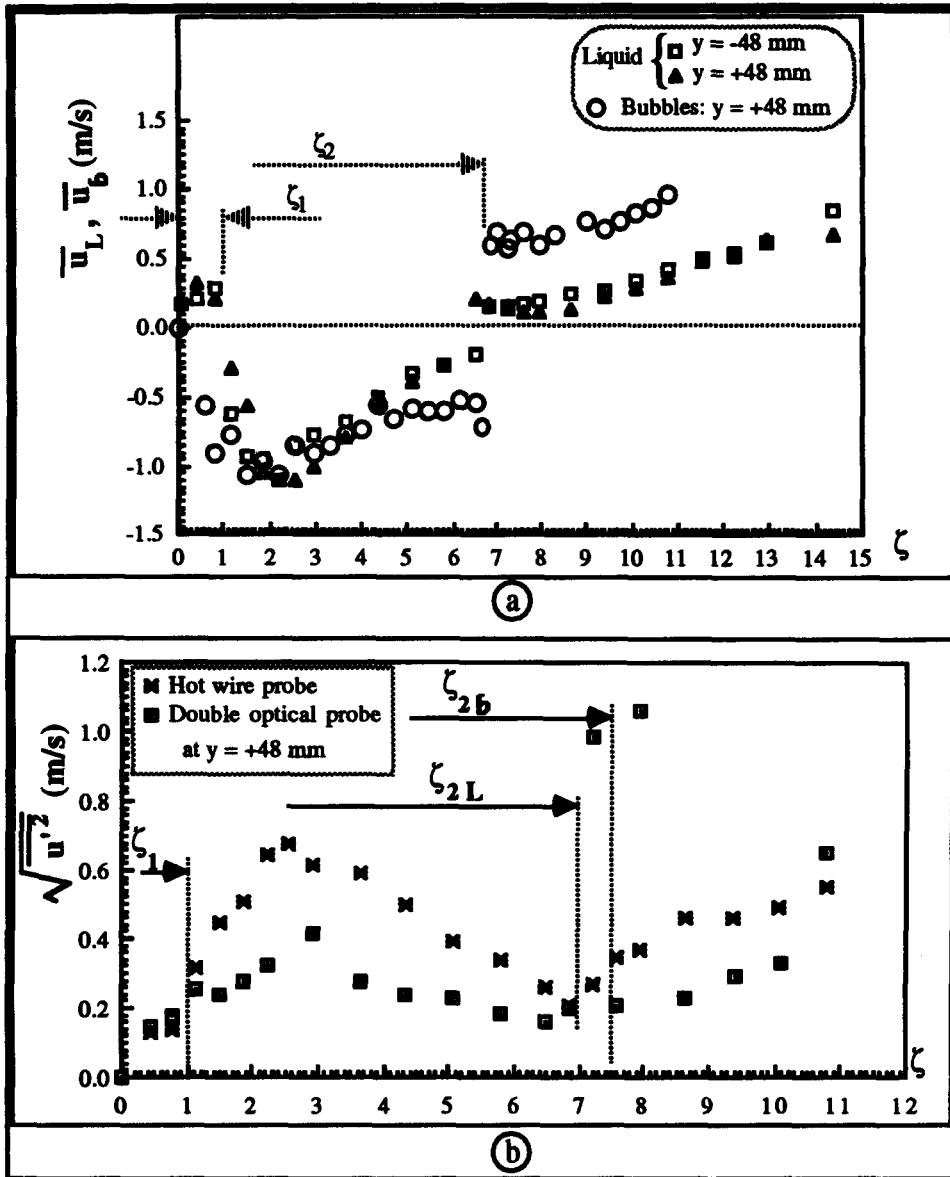 Liquid { y = -48 mm
y = +48 mm
Bubbles: y = +48 mm
u̅_L, u̅_b (m/s)
1.5
1.0
0.5
0.0
-0.5
-1.0
-1.5
ζ2
ζ1
0 1 2 3 4 5 6 7 8 9 10 11 12 13 14 15 ζ
a
Hot wire probe
Double optical probe
at y = +48 mm
√u'² (m/s)
1.2
1.0
0.8
0.6
0.4
0.2
0.0
ζ2b
ζ2L
ζ1
0 1 2 3 4 5 6 7 8 9 10 11 12
ζ
b